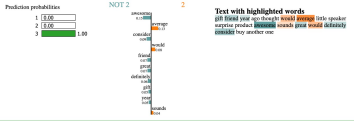 Prediction probabilities
1 0.00
2 0.00
3 1.00
NOT 2
2
awesome
average
consider
would
friend
great
definitely
gift
year
sounds
Text with highlighted words
gift friend year ago thought would average little speaker
surprise product awesome sounds great would definitely
consider buy another one